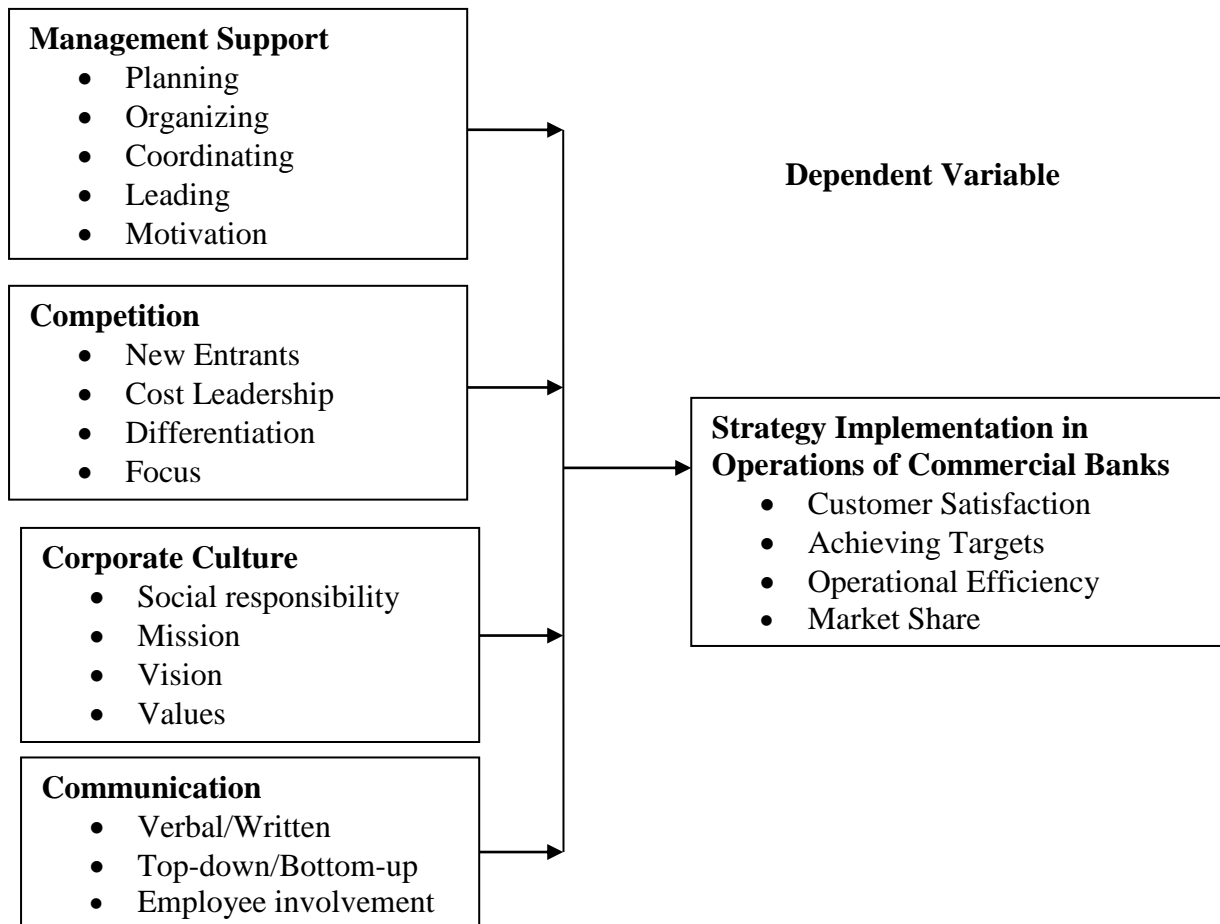 Management Support
• Planning
• Organizing
• Coordinating
• Leading
• Motivation
Competition
• New Entrants
• Cost Leadership
• Differentiation
• Focus
Corporate Culture
• Social responsibility
• Mission
• Vision
• Values
Communication
• Verbal/Written
• Top-down/Bottom-up
• Employee involvement
Dependent Variable
Strategy Implementation in
Operations of Commercial Banks
• Customer Satisfaction
• Achieving Targets
• Operational Efficiency
• Market Share